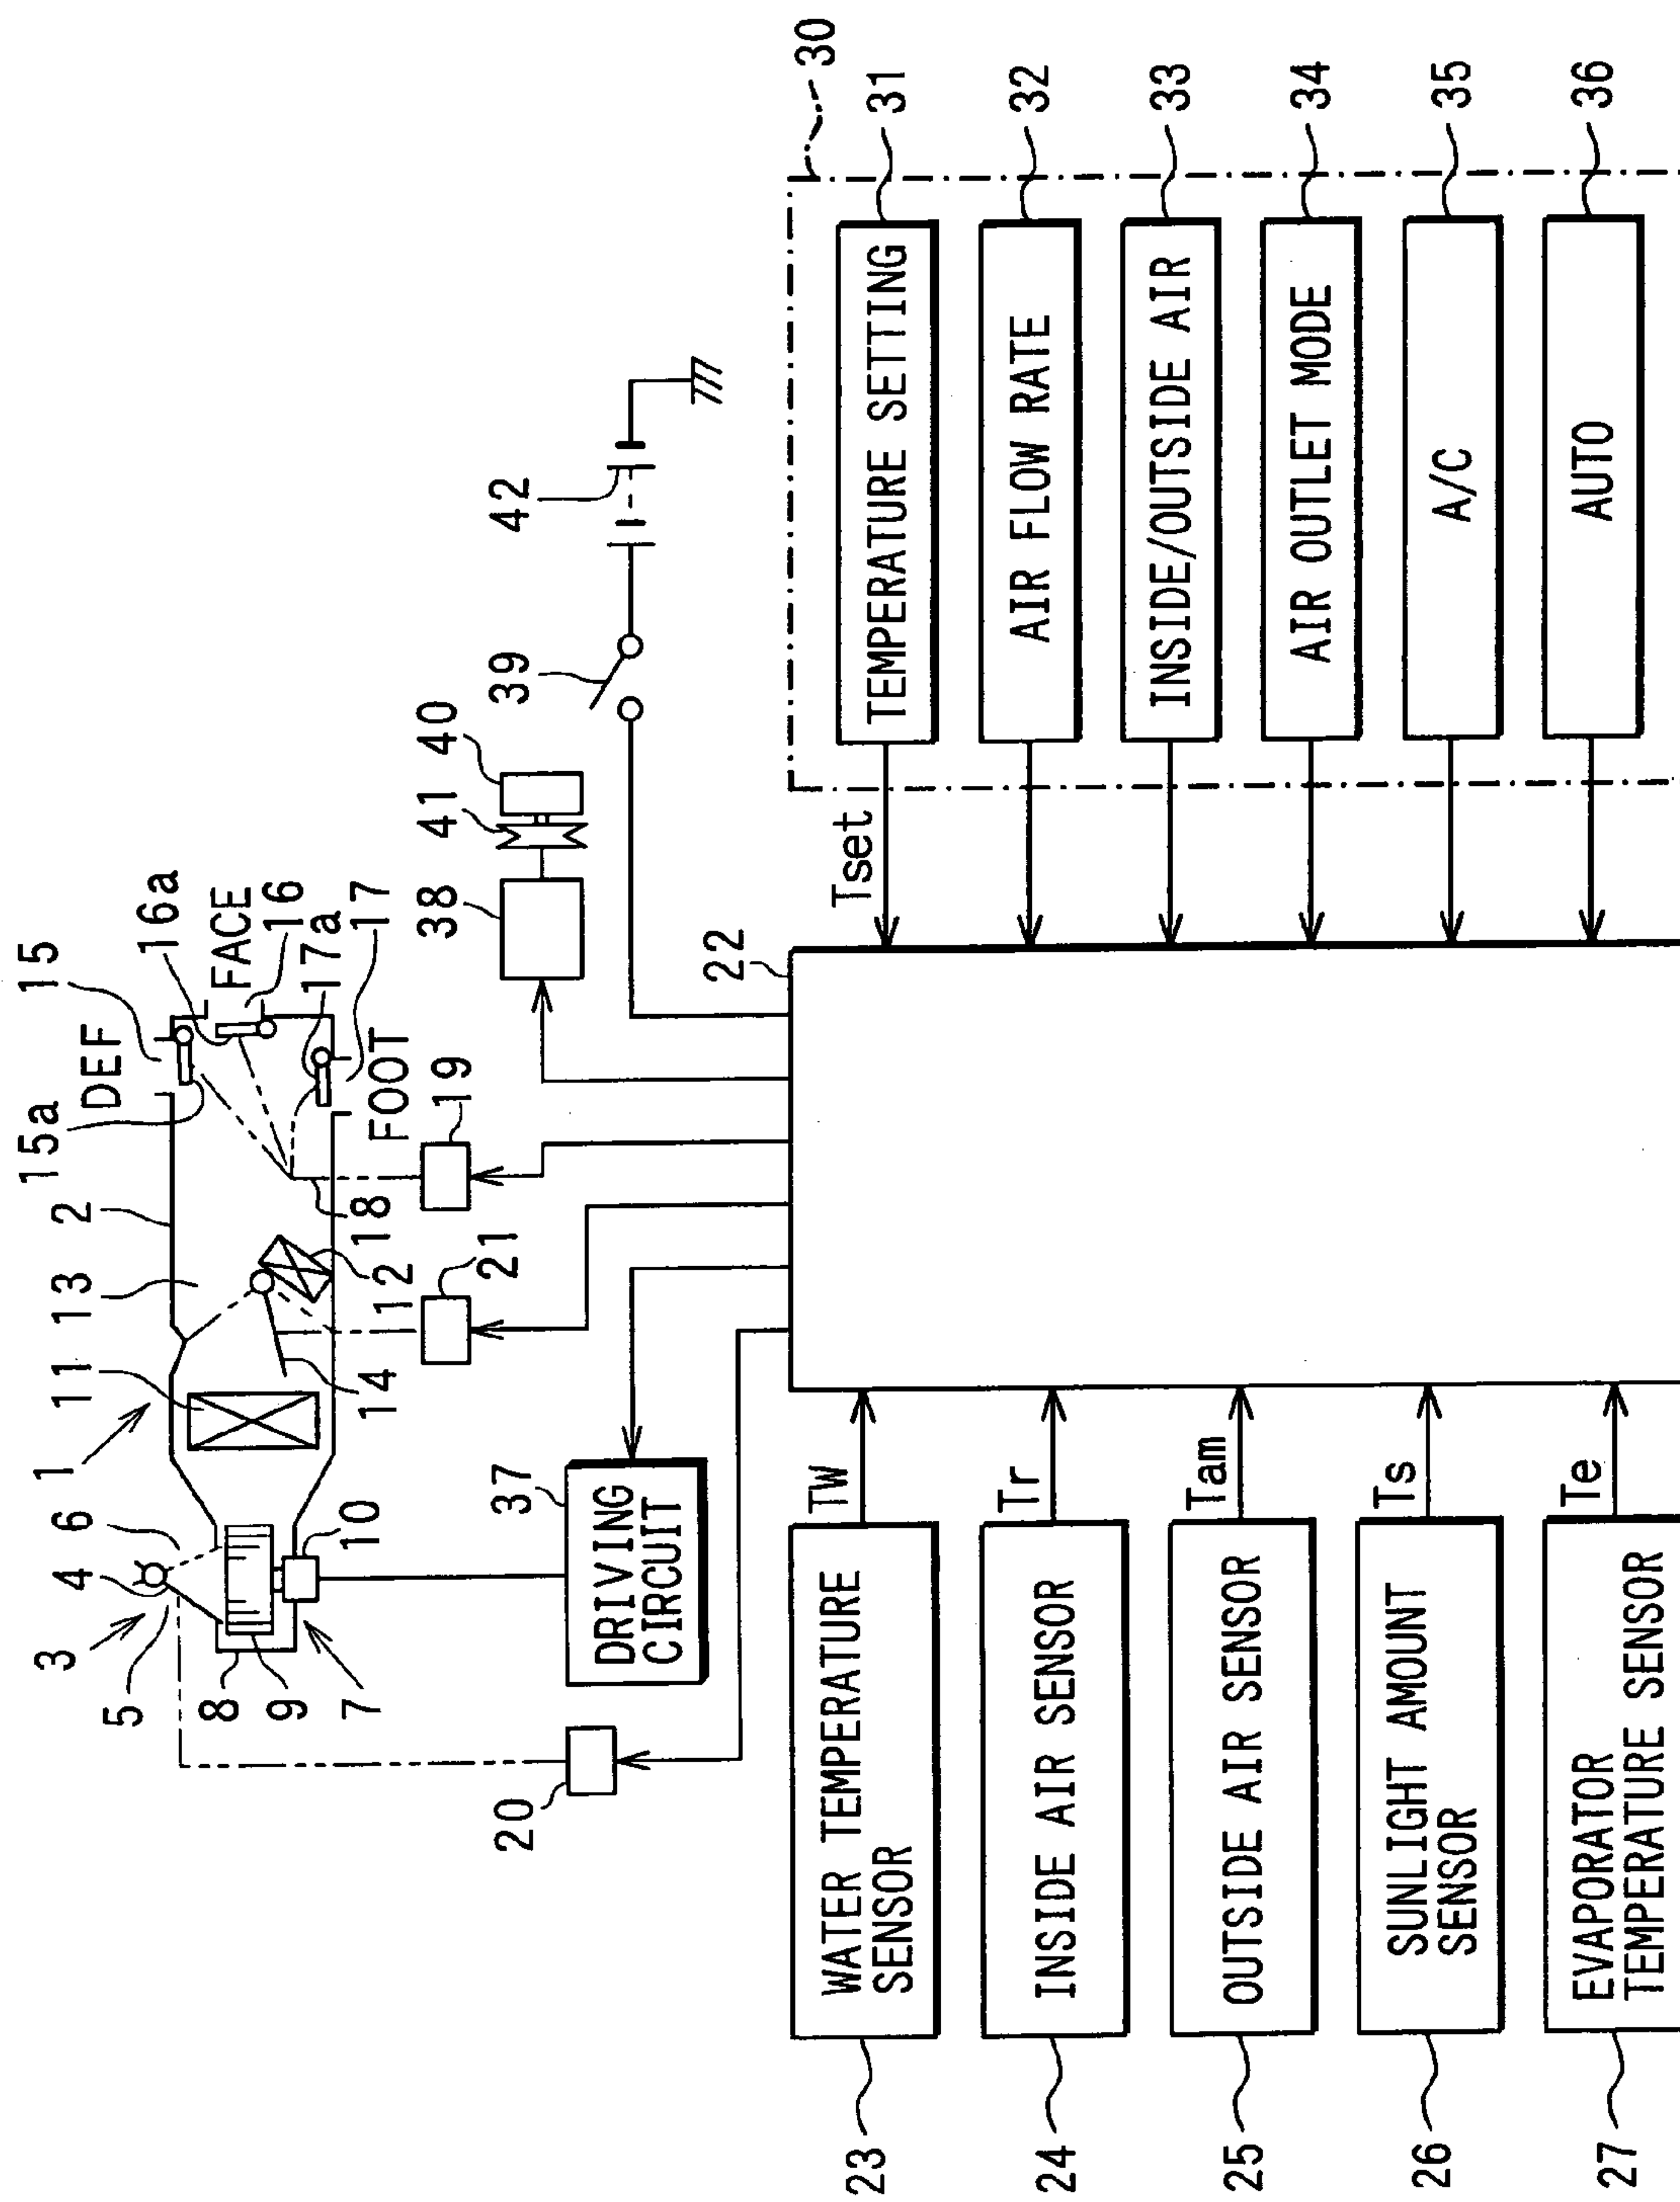 3
4
6
1
11
13
2
15a
DEF
15
16a
FACE
16
17a
17
5
8
9
7
10
14
12
18
FOOT
21
19
38
41
40
39
42
20
37
DRIVING
CIRCUIT
22
30
23
WATER TEMPERATURE
SENSOR
TW
24
INSIDE AIR SENSOR
Tr
25
OUTSIDE AIR SENSOR
Tam
26
SUNLIGHT AMOUNT
SENSOR
Ts
27
EVAPORATOR
TEMPERATURE SENSOR
Te
Tset
TEMPERATURE SETTING
31
AIR FLOW RATE
32
INSIDE/OUTSIDE AIR
33
AIR OUTLET MODE
34
A/C
35
AUTO
36